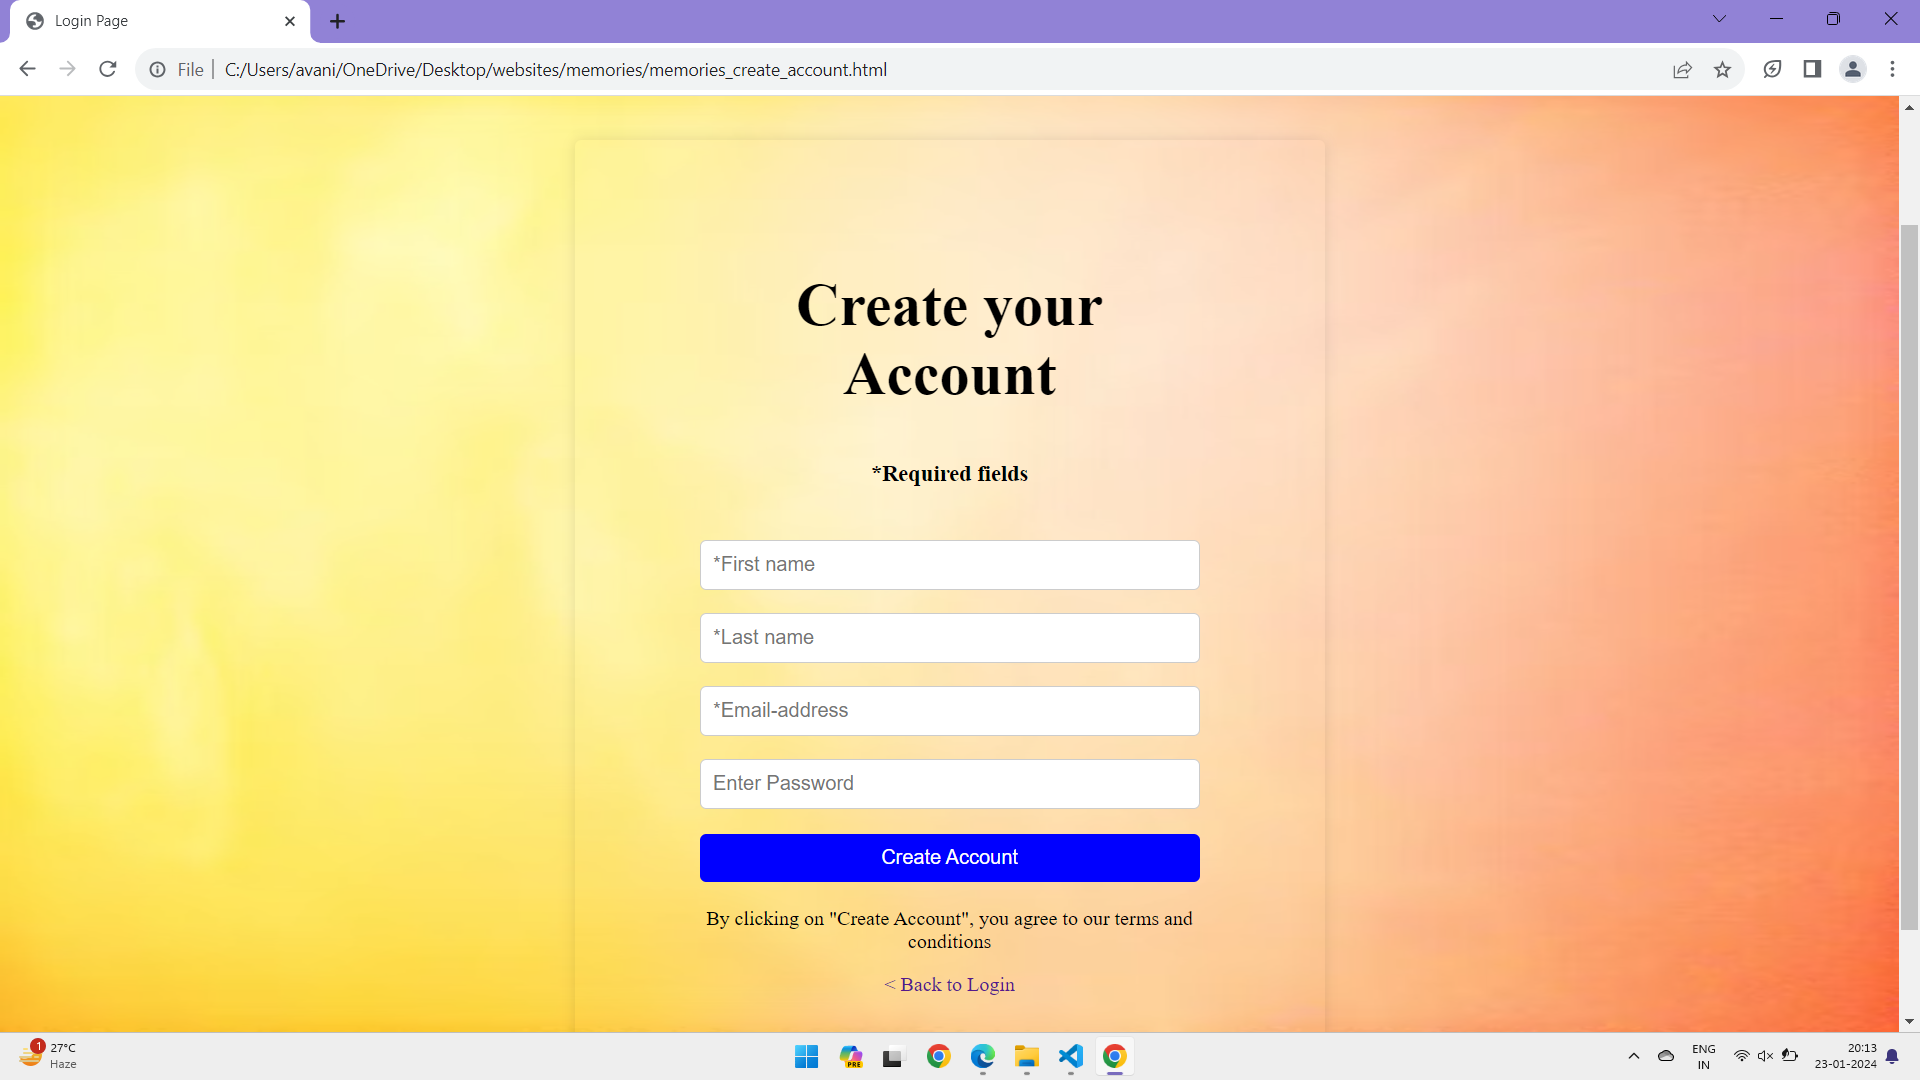 Login Page
File
C:/Users/avani/OneDrive/Desktop/websites/memories/memories_create_account.html
Create your
Account
*Required fields
*First name
*Last name
*Email-address
Enter Password
Create Account
By clicking on "Create Account", you agree to our terms and
conditions
< Back to Login
1
27°C
Haze
PRE
ENG
IN
20:13
23-01-2024